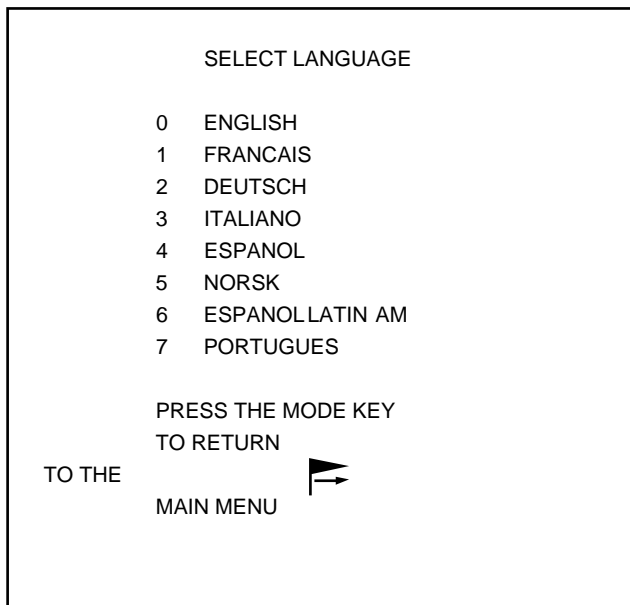 SELECT LANGUAGE
0 ENGLISH
1 FRANCAIS
2 DEUTSCH
3 ITALIANO
4 ESPANOL
5 NORSK
6 ESPANOL LATIN AM
7 PORTUGUES
PRESS THE MODE KEY
TO RETURN
TO THE
MAIN MENU